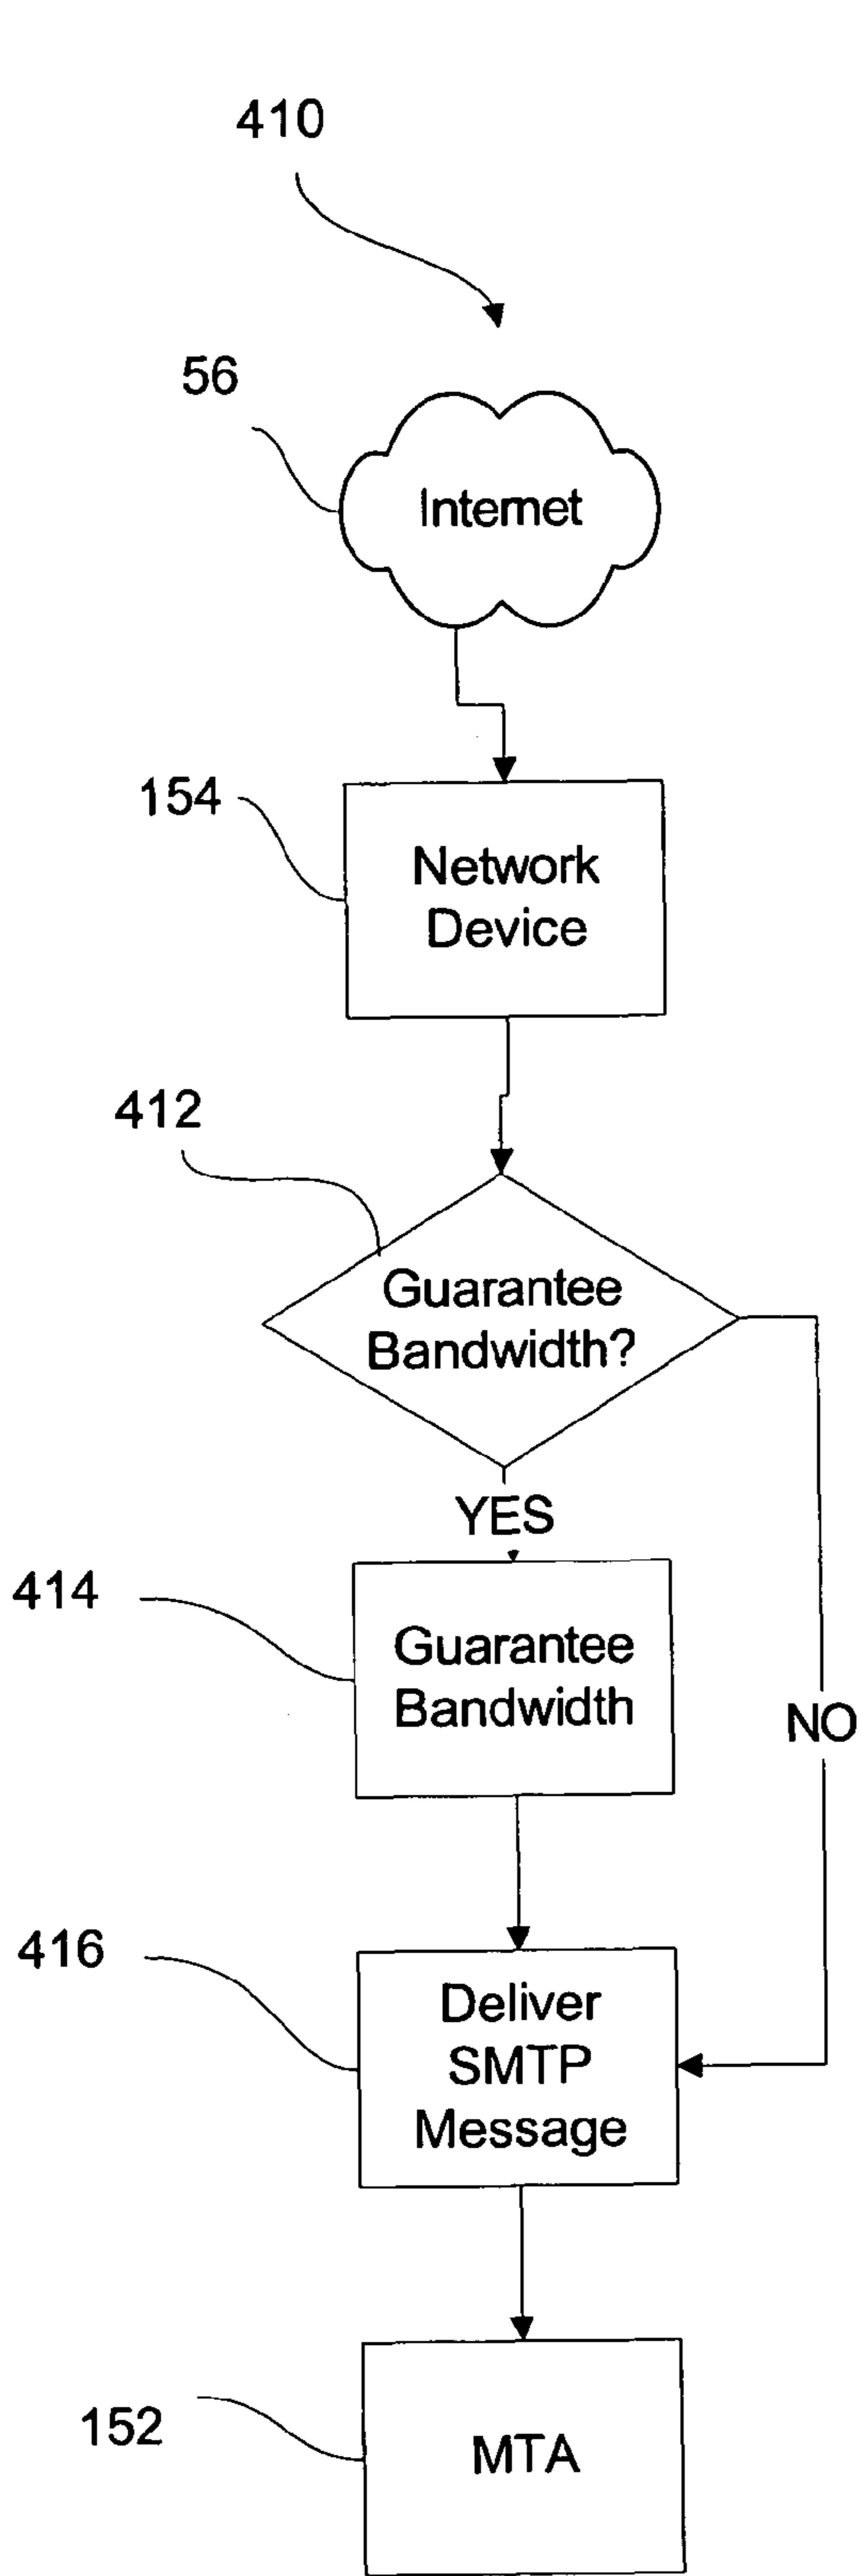 410
56
Internet
154
Network
Device
412
Guarantee
Bandwidth?
YES
414
Guarantee
Bandwidth
NO
416
Deliver
SMTP
Message
152
MTA